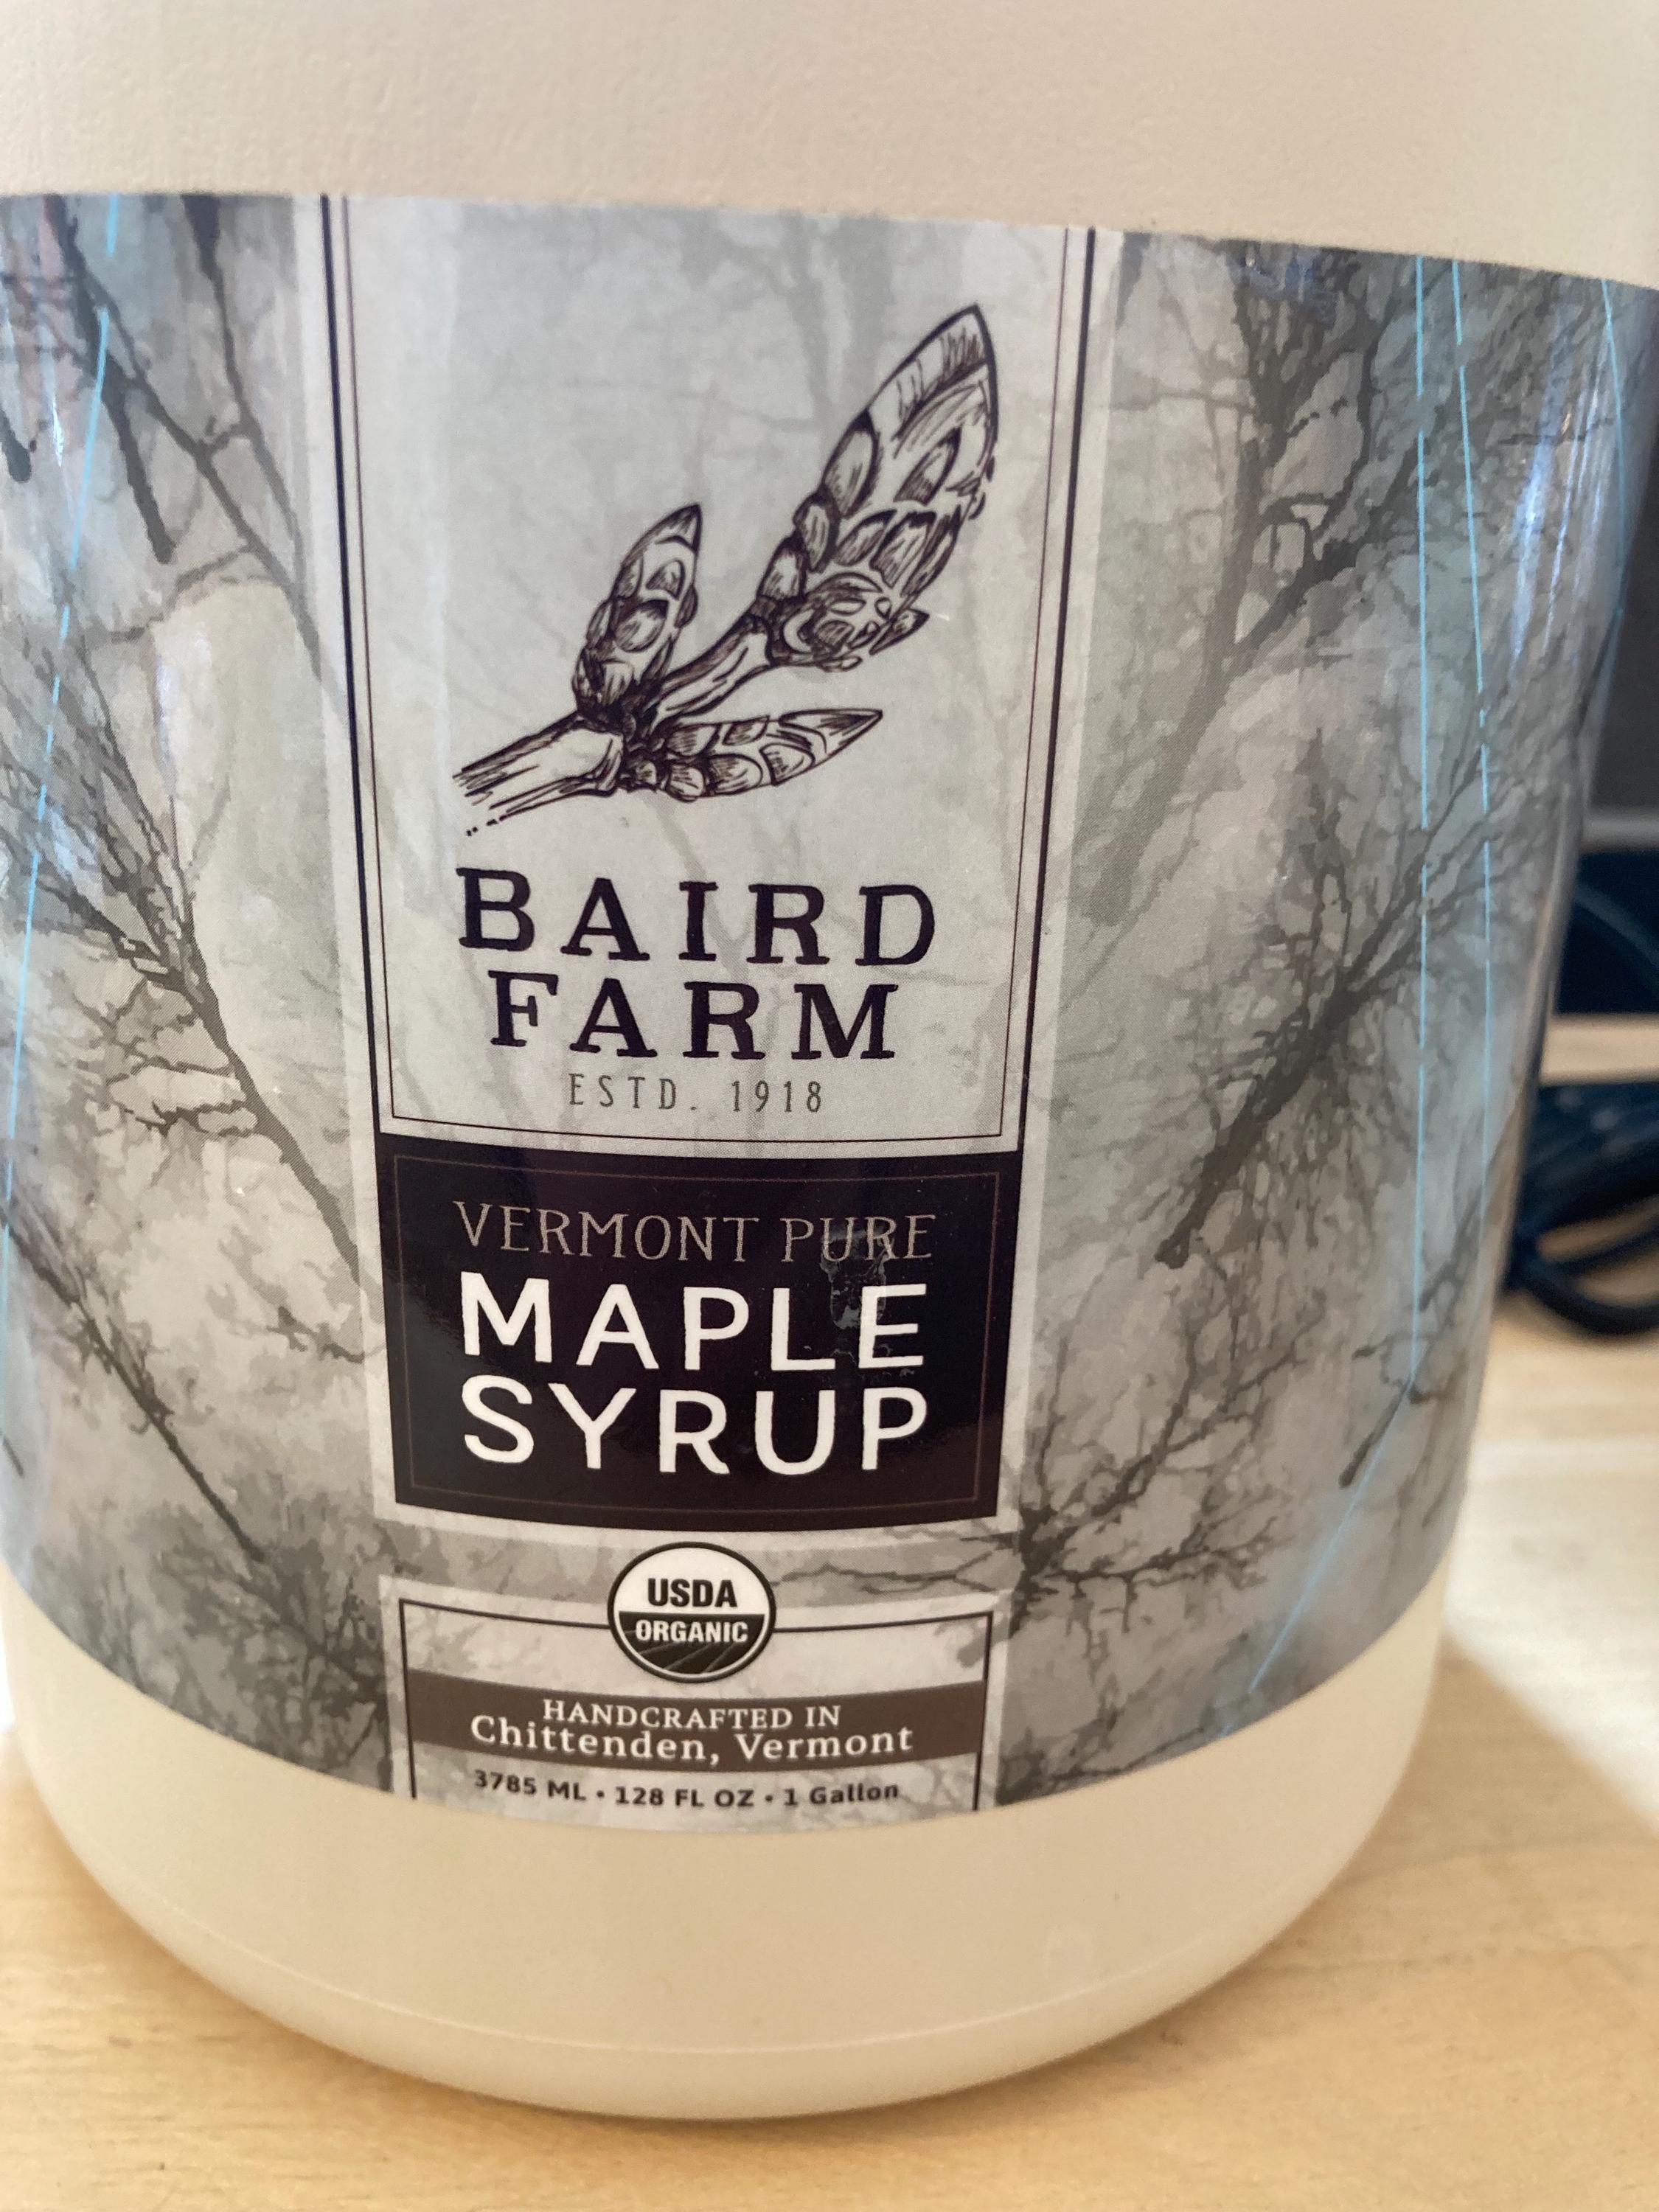 BAIRD
FARM
ESTD. 1918
VERMONT PURE
MAPLE
SYRUP
USDA
ORGANIC
HANDCRAFTED IN
Chittenden, Vermont
3785 ML • 128 FL OZ • 1 Gallon